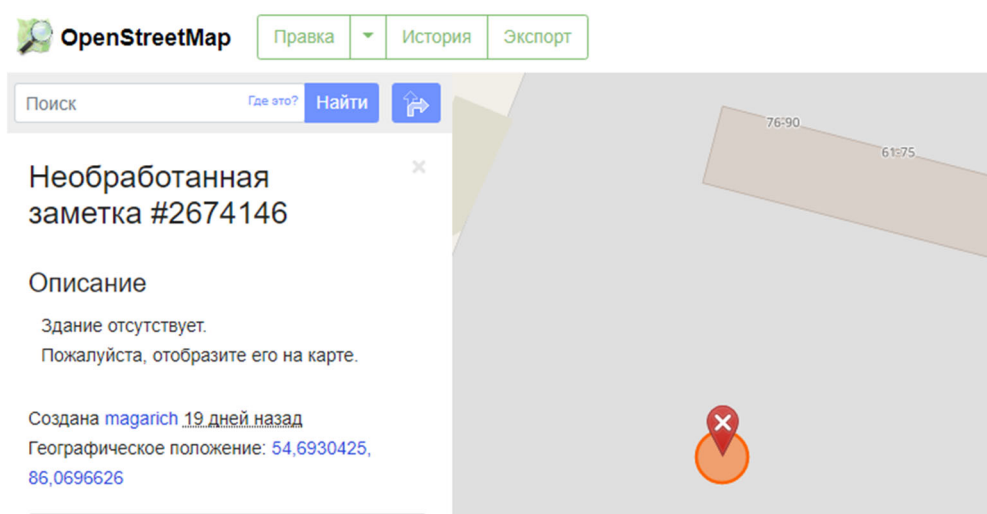 OpenStreetMap
Правка
История
Экспорт
Поиск
Где это?
Найти
Необработанная
заметка #2674146
×
Описание
Здание отсутствует.
Пожалуйста, отобразите его на карте.
Создана magarich 19 дней назад
Географическое положение: 54,6930425,
86,0696626
76-90
61-75